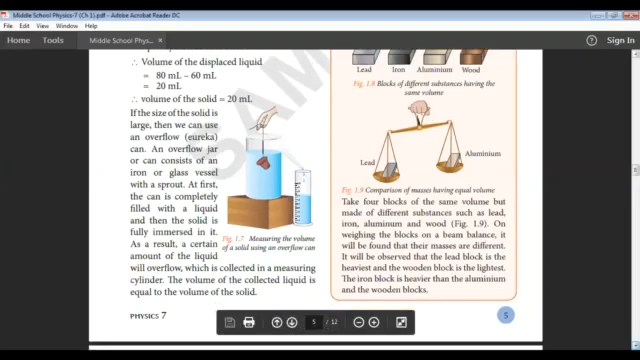 Middle School Physics-7 (Ch 1).pdf - Adobe Acrobat Reader DC
File Edit View Window Help
Home Tools Middle School Phys... × Sign In
∴ Volume of the displaced liquid
= 80 mL – 60 mL
= 20 mL
∴ volume of the solid = 20 mL
If the size of the solid is
large, then we can use
an overflow (eureka)
can. An overflow jar
or can consists of an
iron or glass vessel
with a sprout. At first,
the can is completely
filled with a liquid
and then the solid is
fully immersed in it.
As a result, a certain
amount of the liquid
will overflow, which is collected in a measuring
cylinder. The volume of the collected liquid is
equal to the volume of the solid.
Fig. 1.7 Measuring the volume
of a solid using an overflow can
PHYSICS 7
Lead Iron Aluminium Wood
Fig. 1.8 Blocks of different substances having the
same volume
Lead
Aluminium
Fig. 1.9 Comparison of masses having equal volume
Take four blocks of the same volume but
made of different substances such as lead,
iron, aluminum and wood (Fig. 1.9). On
weighing the blocks on a beam balance, it
will be found that their masses are different.
It will be observed that the lead block is the
heaviest and the wooden block is the lightest.
The iron block is heavier than the aluminium
and the wooden blocks.
5
5 / 12